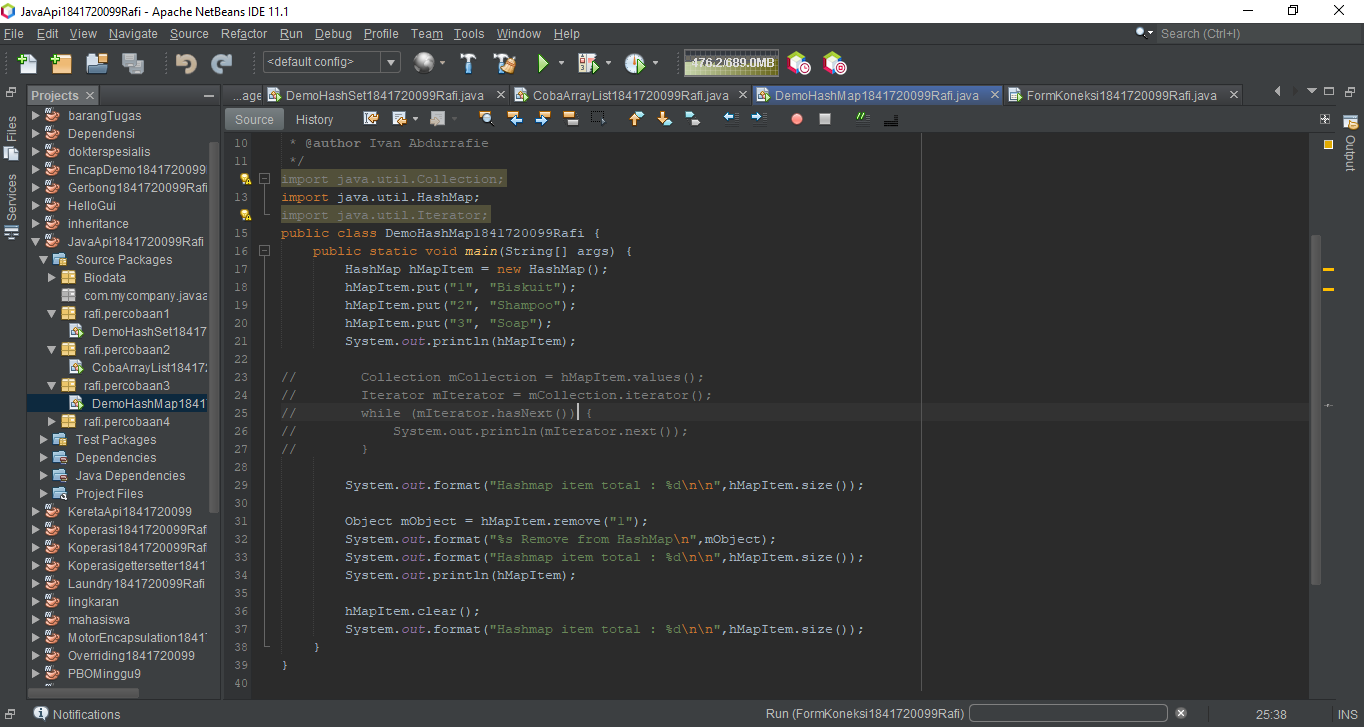 JavaApi1841720099Rafi - Apache NetBeans IDE 11.1
File Edit View Navigate Source Refactor Run Debug Profile Team Tools Window Help
Search (Ctrl+I)
<default config>
476.2/689.0MB
Files
Services
Projects
barangTugas
Dependensi
dokterspesialis
EncapDemo1841720099
Gerbong1841720099Rafi
HelloGui
inheritance
JavaApi1841720099Rafi
Source Packages
Biodata
com.mycompany.javaa
rafi.percobaan1
DemoHashSet18417
rafi.percobaan2
CobaArrayList18417
rafi.percobaan3
DemoHashMap1841
rafi.percobaan4
Test Packages
Dependencies
Java Dependencies
Project Files
KeretaApi1841720099
Koperasi1841720099Raf
Koperasi1841720099Raf
Koperasigettersetter1841
Laundry1841720099Rafi
lingkaran
mahasiswa
MotorEncapsulation1841
Overriding1841720099
PBOMinggu9
...age DemoHashSet1841720099Rafi.java CobaArrayList1841720099Rafi.java DemoHashMap1841720099Rafi.java FormKoneksi1841720099Rafi.java
Source History
10 * @author Ivan Abdurrafie
11 */
import java.util.Collection;
13 import java.util.HashMap;
import java.util.Iterator;
15 public class DemoHashMap1841720099Rafi {
16 public static void main(String[] args) {
17 HashMap hMapItem = new HashMap();
18 hMapItem.put("1", "Biskuit");
19 hMapItem.put("2", "Shampoo");
20 hMapItem.put("3", "Soap");
21 System.out.println(hMapItem);
22
23 // Collection mCollection = hMapItem.values();
24 // Iterator mIterator = mCollection.iterator();
25 // while (mIterator.hasNext()) {
26 // System.out.println(mIterator.next());
27 // }
28
29 System.out.format("Hashmap item total : %d\n\n",hMapItem.size());
30
31 Object mObject = hMapItem.remove("1");
32 System.out.format("%s Remove from HashMap\n",mObject);
33 System.out.format("Hashmap item total : %d\n\n",hMapItem.size());
34 System.out.println(hMapItem);
35
36 hMapItem.clear();
37 System.out.format("Hashmap item total : %d\n\n",hMapItem.size());
38 }
39 }
40
Output
Notifications
Run (FormKoneksi1841720099Rafi)
25:38
INS